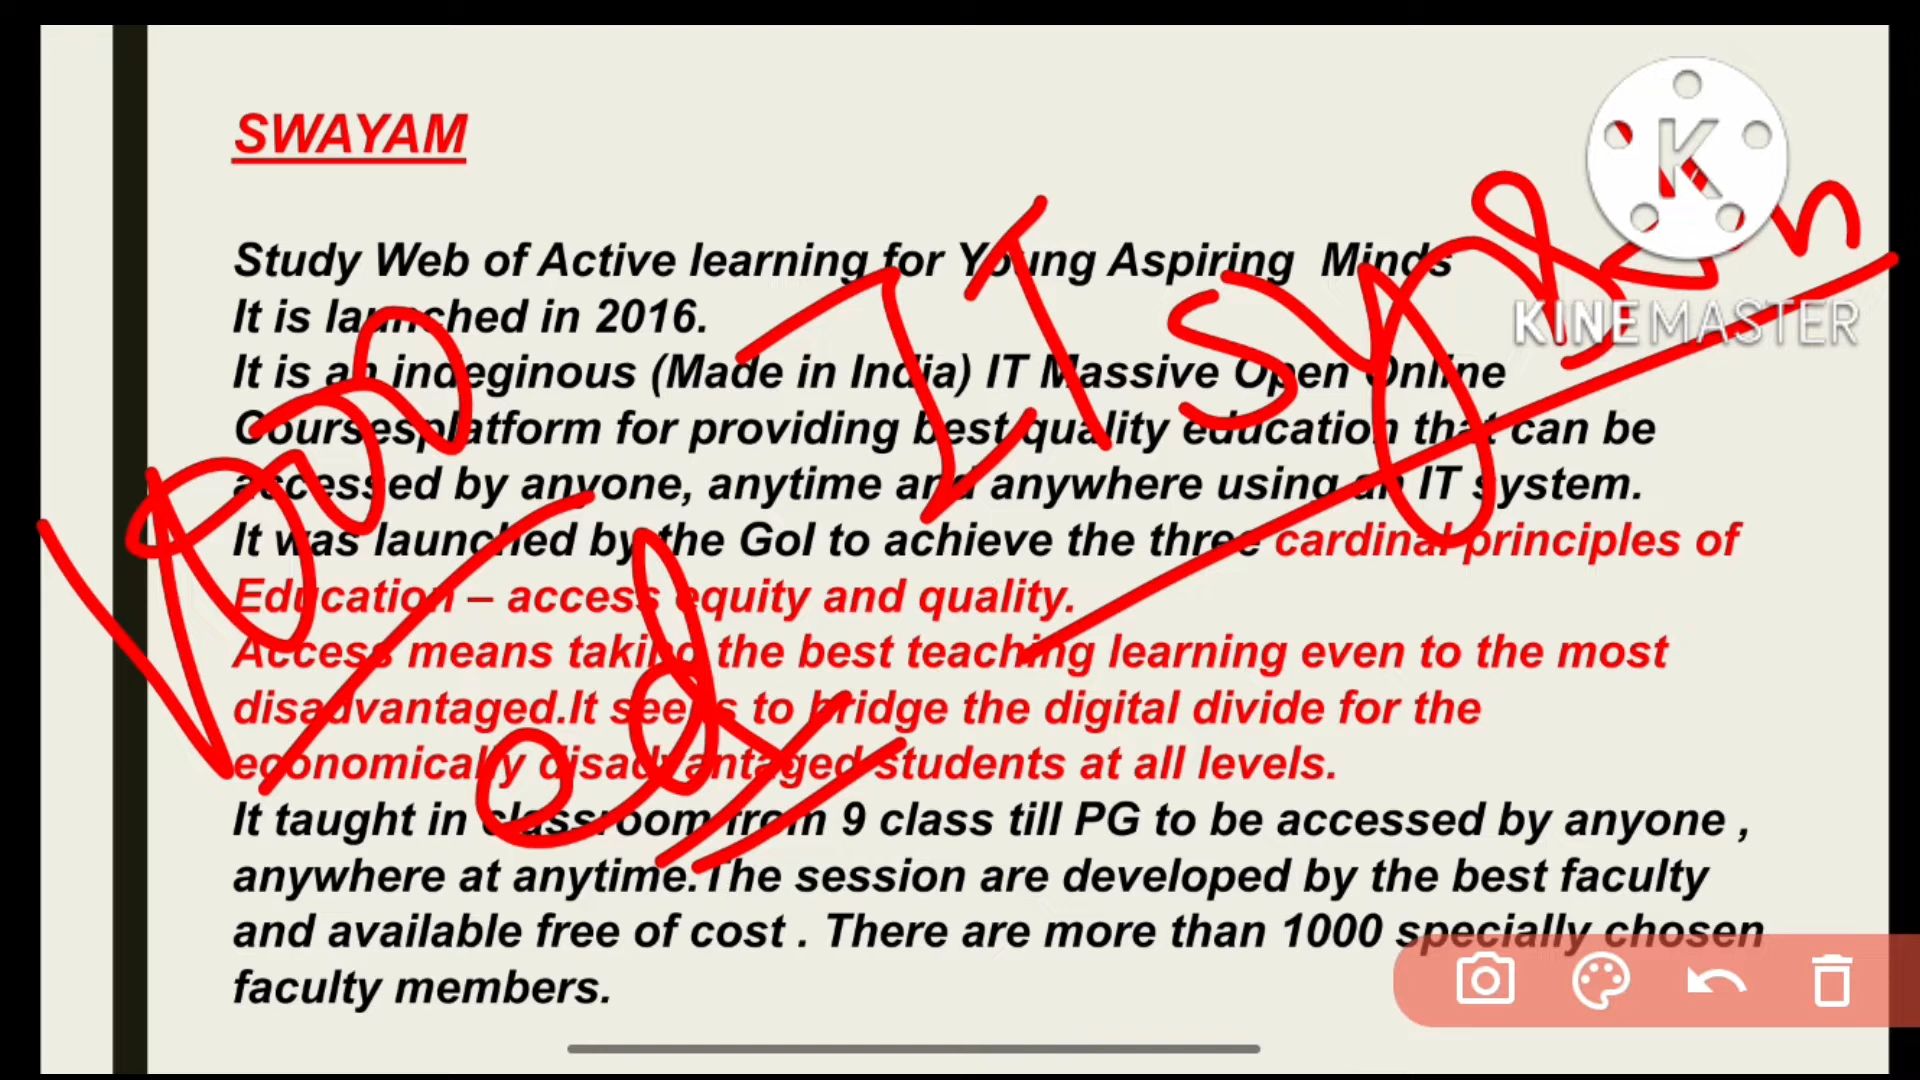 SWAYAM
Study Web of Active learning for Young Aspiring Minds
It is launched in 2016.
It is an indeginous (Made in India) IT Massive Open Online
Coursesplatform for providing best quality education that can be
accessed by anyone, anytime and anywhere using an IT system.
It was launched by the GoI to achieve the three cardinal principles of
Education – access equity and quality.
Access means taking the best teaching learning even to the most
disadvantaged.It seeks to bridge the digital divide for the
economically disadvantaged students at all levels.
It taught in classroom from 9 class till PG to be accessed by anyone ,
anywhere at anytime.The session are developed by the best faculty
and available free of cost . There are more than 1000 specially chosen
faculty members.
K
KINEMASTER
1000
IT system